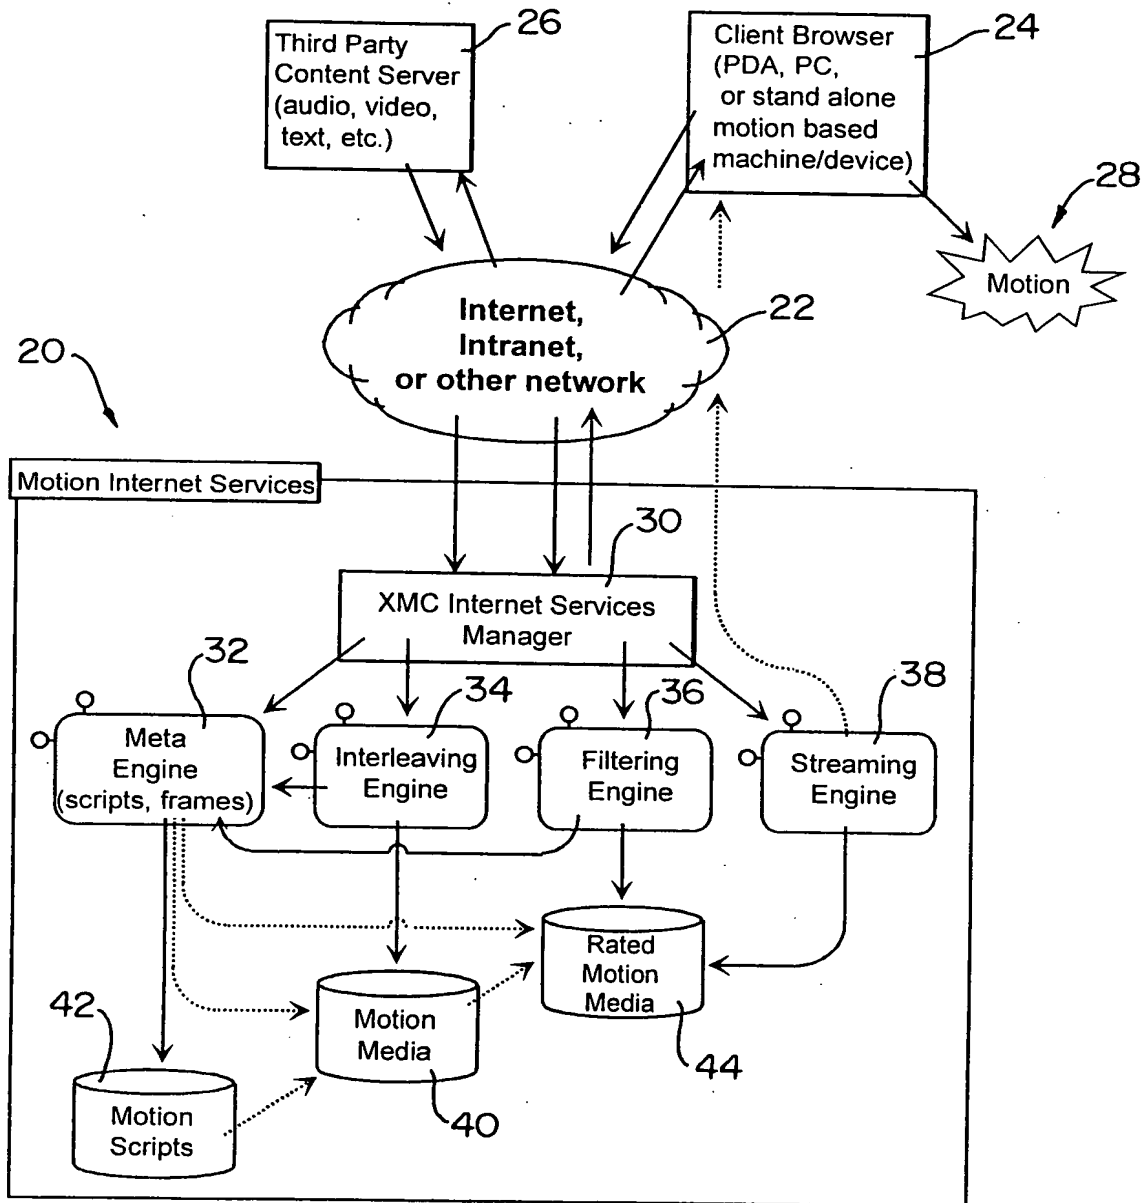 26
Third Party
Content Server
(audio, video,
text, etc.)
24
Client Browser
(PDA, PC,
or stand alone
motion based
machine/device)
28
Motion
22
Internet,
Intranet,
or other network
20
Motion Internet Services
30
XMC Internet Services
Manager
32
Meta
Engine
(scripts, frames)
34
Interleaving
Engine
36
Filtering
Engine
38
Streaming
Engine
Rated
Motion
Media
44
Motion
Media
40
42
Motion
Scripts